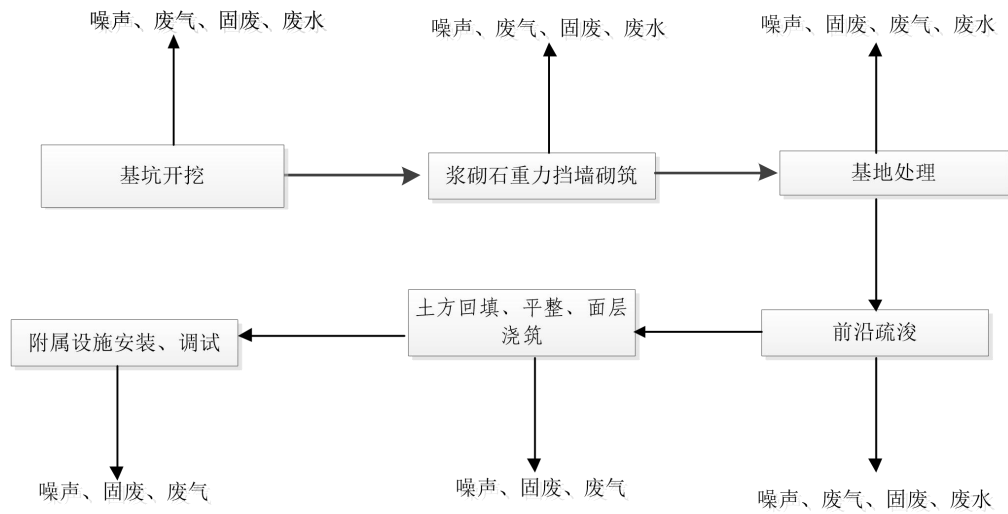 噪声、废气、固废、废水
噪声、废气、固废、废水
噪声、固废、废气、废水
基坑开挖
浆砌石重力挡墙砌筑
基地处理
附属设施安装、调试
土方回填、平整、面层
浇筑
前沿疏浚
噪声、固废、废气
噪声、固废、废气
噪声、废气、固废、废水